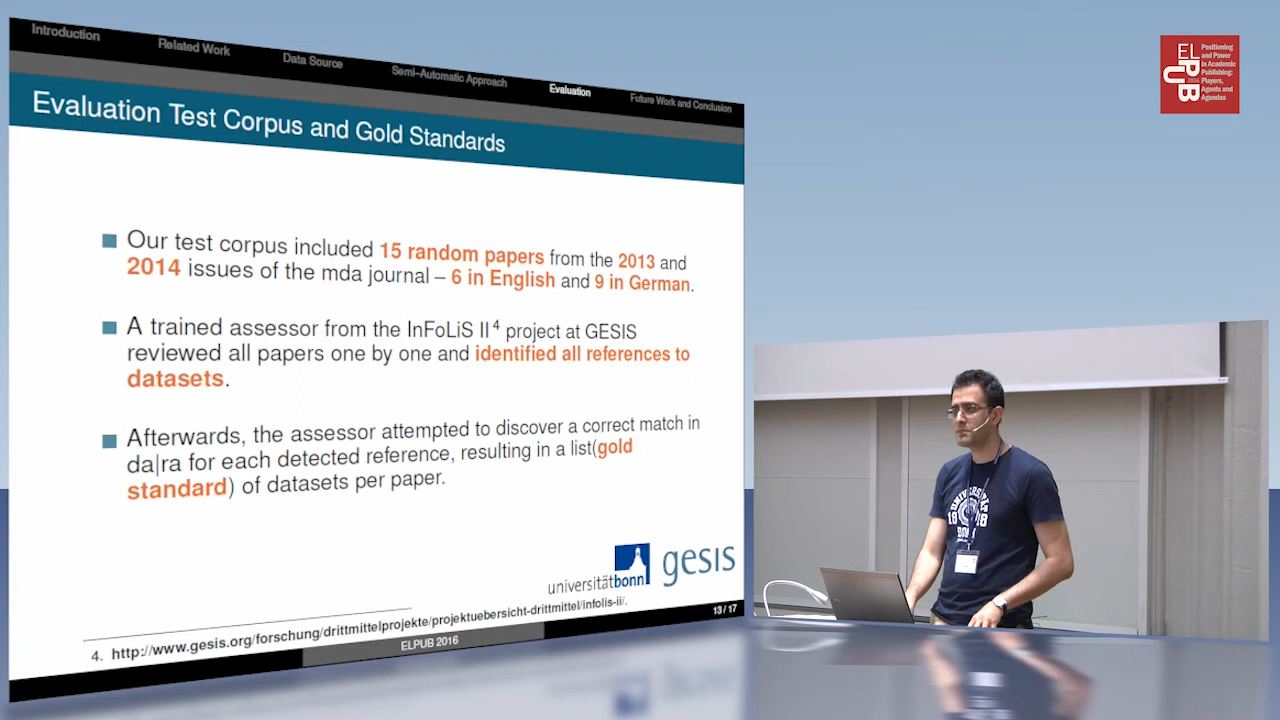 Introduction Related Work Data Source Semi–Automatic Approach Evaluation Future Work and Conclusion
Evaluation Test Corpus and Gold Standards
Our test corpus included 15 random papers from the 2013 and
2014 issues of the mda journal – 6 in English and 9 in German.
A trained assessor from the InFoLiS II⁴ project at GESIS
reviewed all papers one by one and identified all references to
datasets.
Afterwards, the assessor attempted to discover a correct match in
da|ra for each detected reference, resulting in a list(gold
standard) of datasets per paper.
universitätbonn gesis
4. http://www.gesis.org/forschung/drittmittelprojekte/projektuebersicht-drittmittel/infolis-ii/.
ELPUB 2016
13 / 17
EL
PUB
2016
Positioning
and Power
in Academic
Publishing:
Players,
Agents and
Agendas
UNIVERSITÄT
18 18
BONN